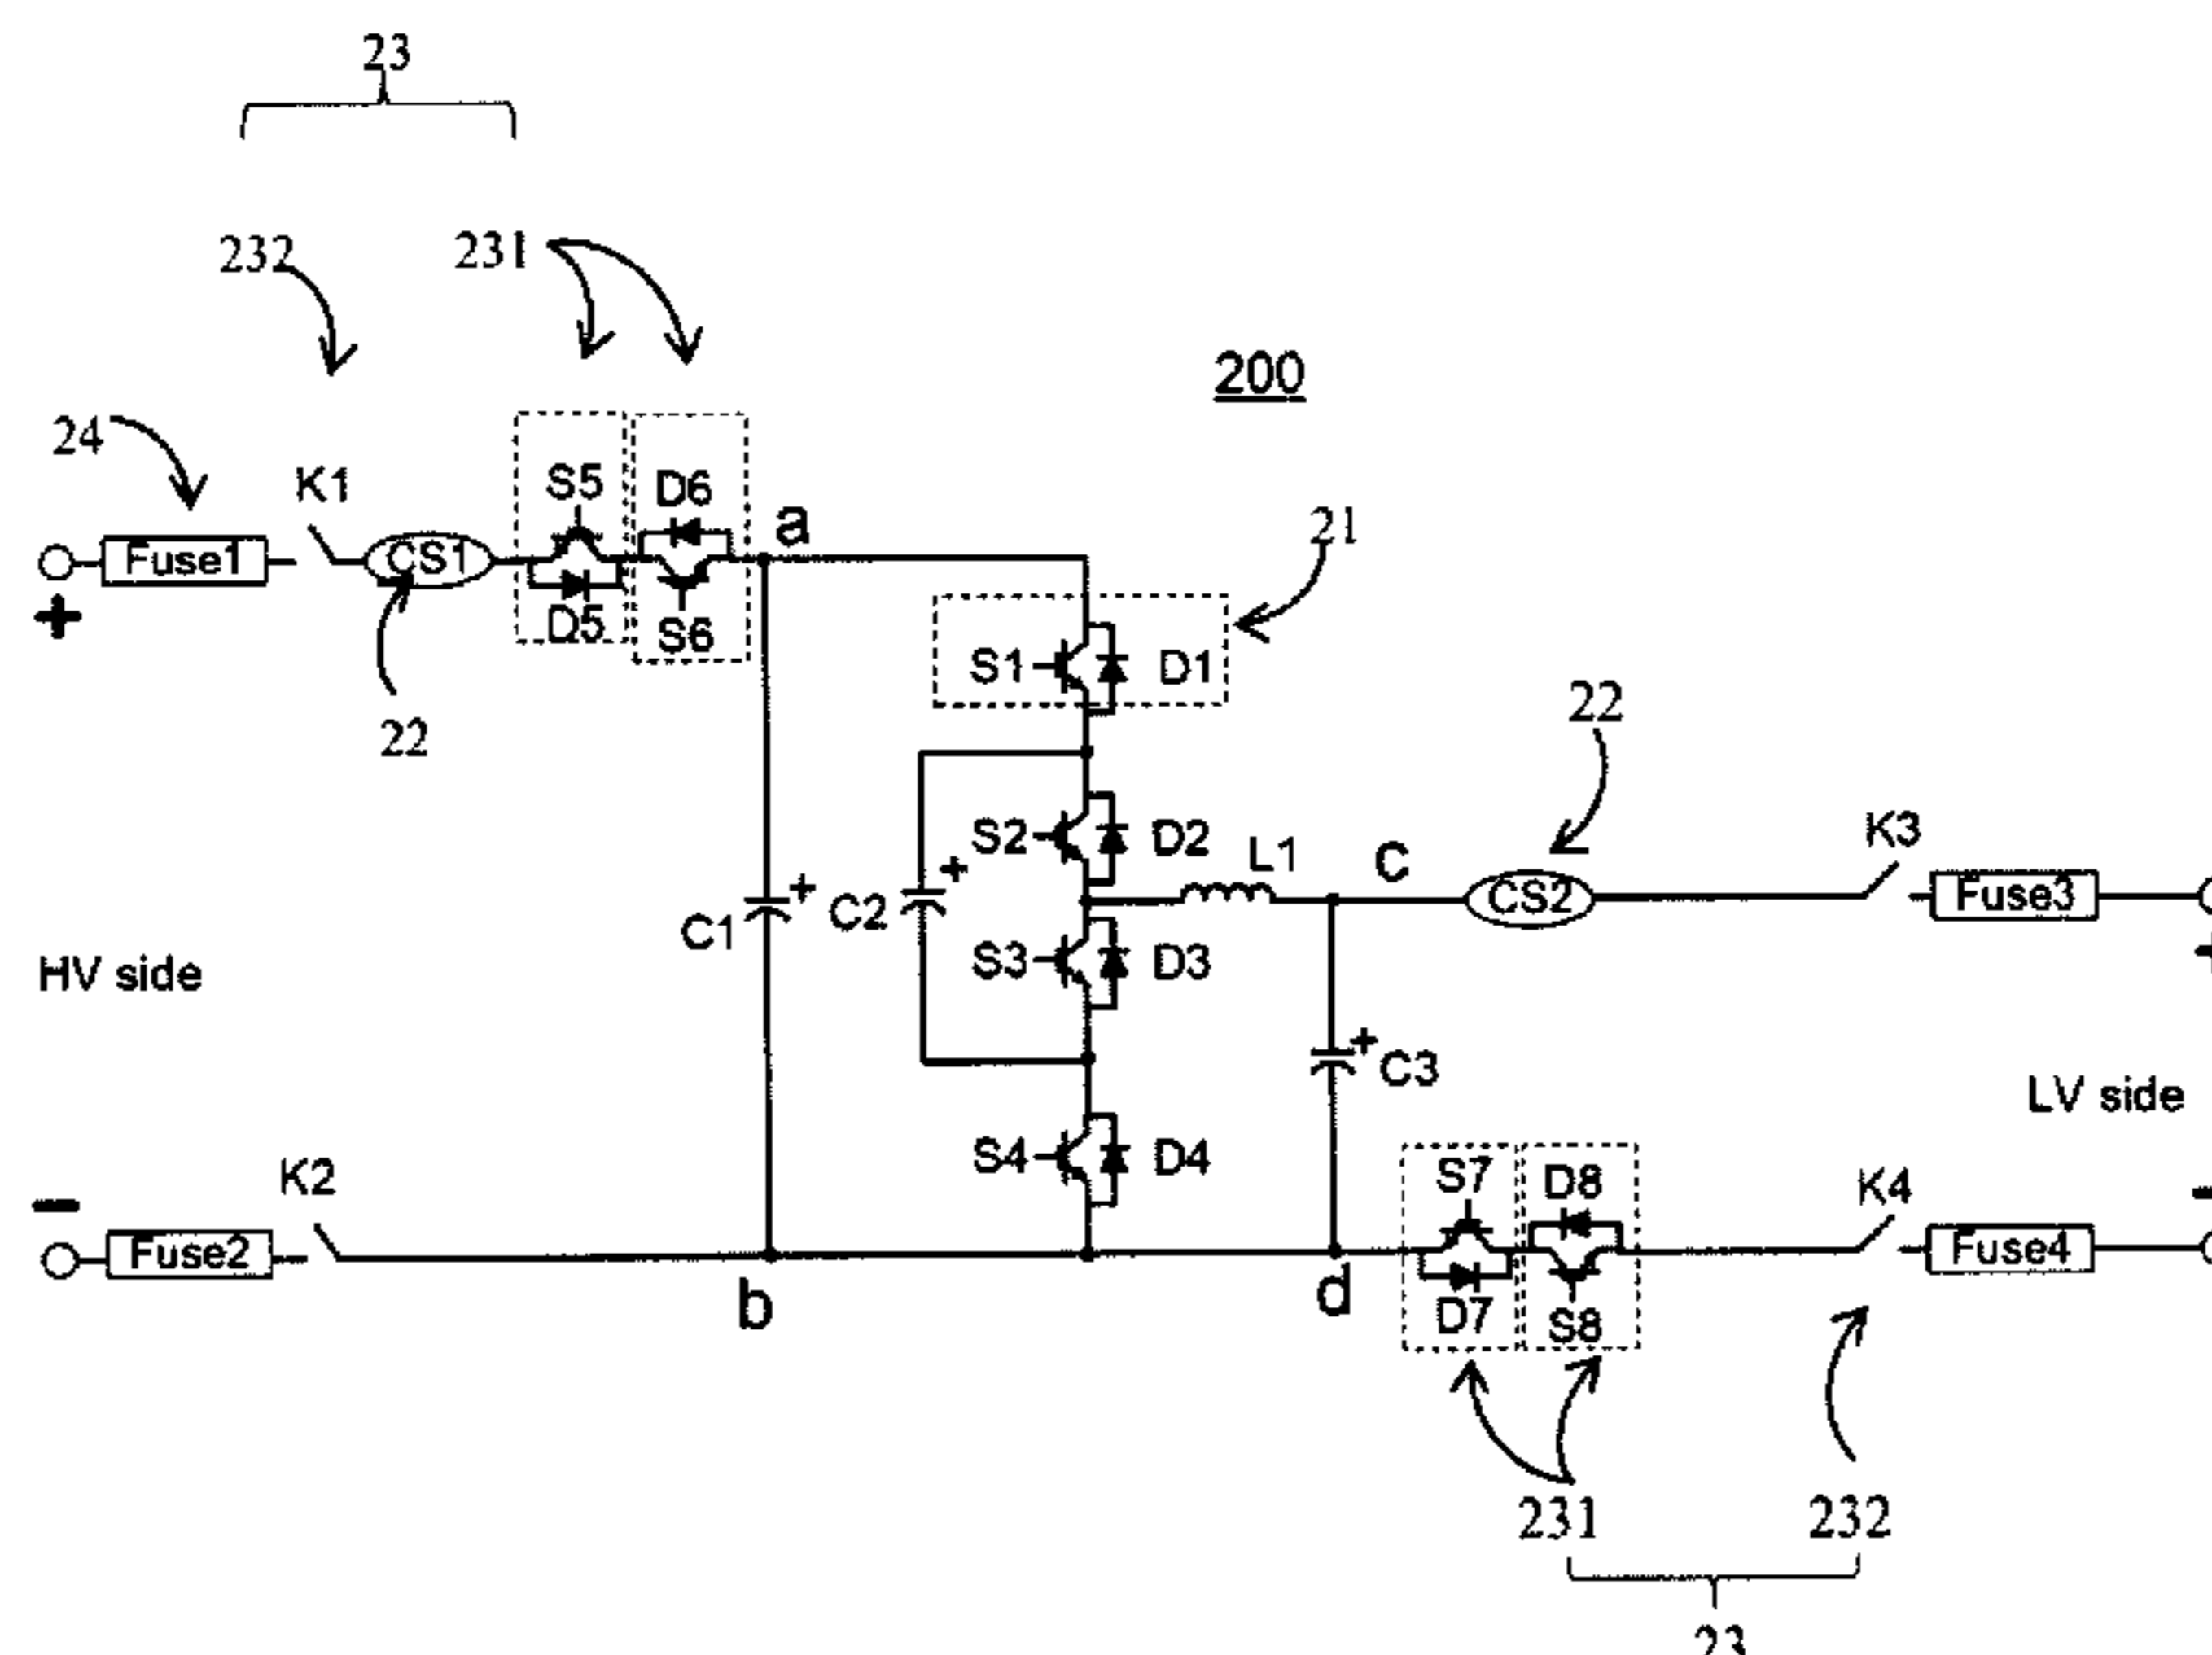 23
232
231
200
24
K1
S5
D6
a
21
Fuse1
CS1
+
D5
S6
S1
D1
22
22
S2
D2
L1
C
K3
+
+
C1
C2
CS2
Fuse3
S3
D3
+
HV side
+
C3
LV side
S4
D4
S7
D8
K2
K4
−
−
Fuse2
Fuse4
b
d
D7
S8
231
232
23